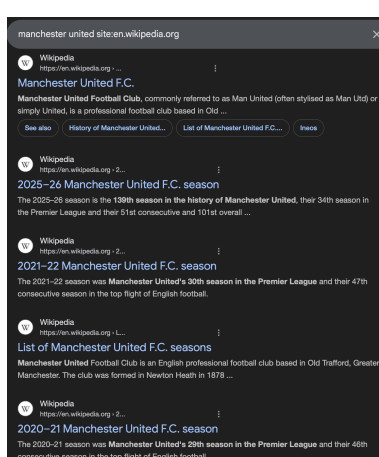 manchester united site:en.wikipedia.org
Wikipedia
https://en.wikipedia.org › ...
Manchester United F.C.
Manchester United Football Club, commonly referred to as Man United (often stylised as Man Utd) or
simply United, is a professional football club based in Old ...
See also
History of Manchester United...
List of Manchester United F.C....
Ineos
Wikipedia
https://en.wikipedia.org › 2...
2025–26 Manchester United F.C. season
The 2025–26 season is the 139th season in the history of Manchester United, their 34th season in
the Premier League and their 51st consecutive and 101st overall ...
Wikipedia
https://en.wikipedia.org › 2...
2021–22 Manchester United F.C. season
The 2021–22 season was Manchester United's 30th season in the Premier League and their 47th
consecutive season in the top flight of English football.
Wikipedia
https://en.wikipedia.org › L...
List of Manchester United F.C. seasons
Manchester United Football Club is an English professional football club based in Old Trafford, Greater
Manchester. The club was formed in Newton Heath in 1878 ...
Wikipedia
https://en.wikipedia.org › 2...
2020–21 Manchester United F.C. season
The 2020–21 season was Manchester United's 29th season in the Premier League and their 46th
consecutive season in the top flight of English football.